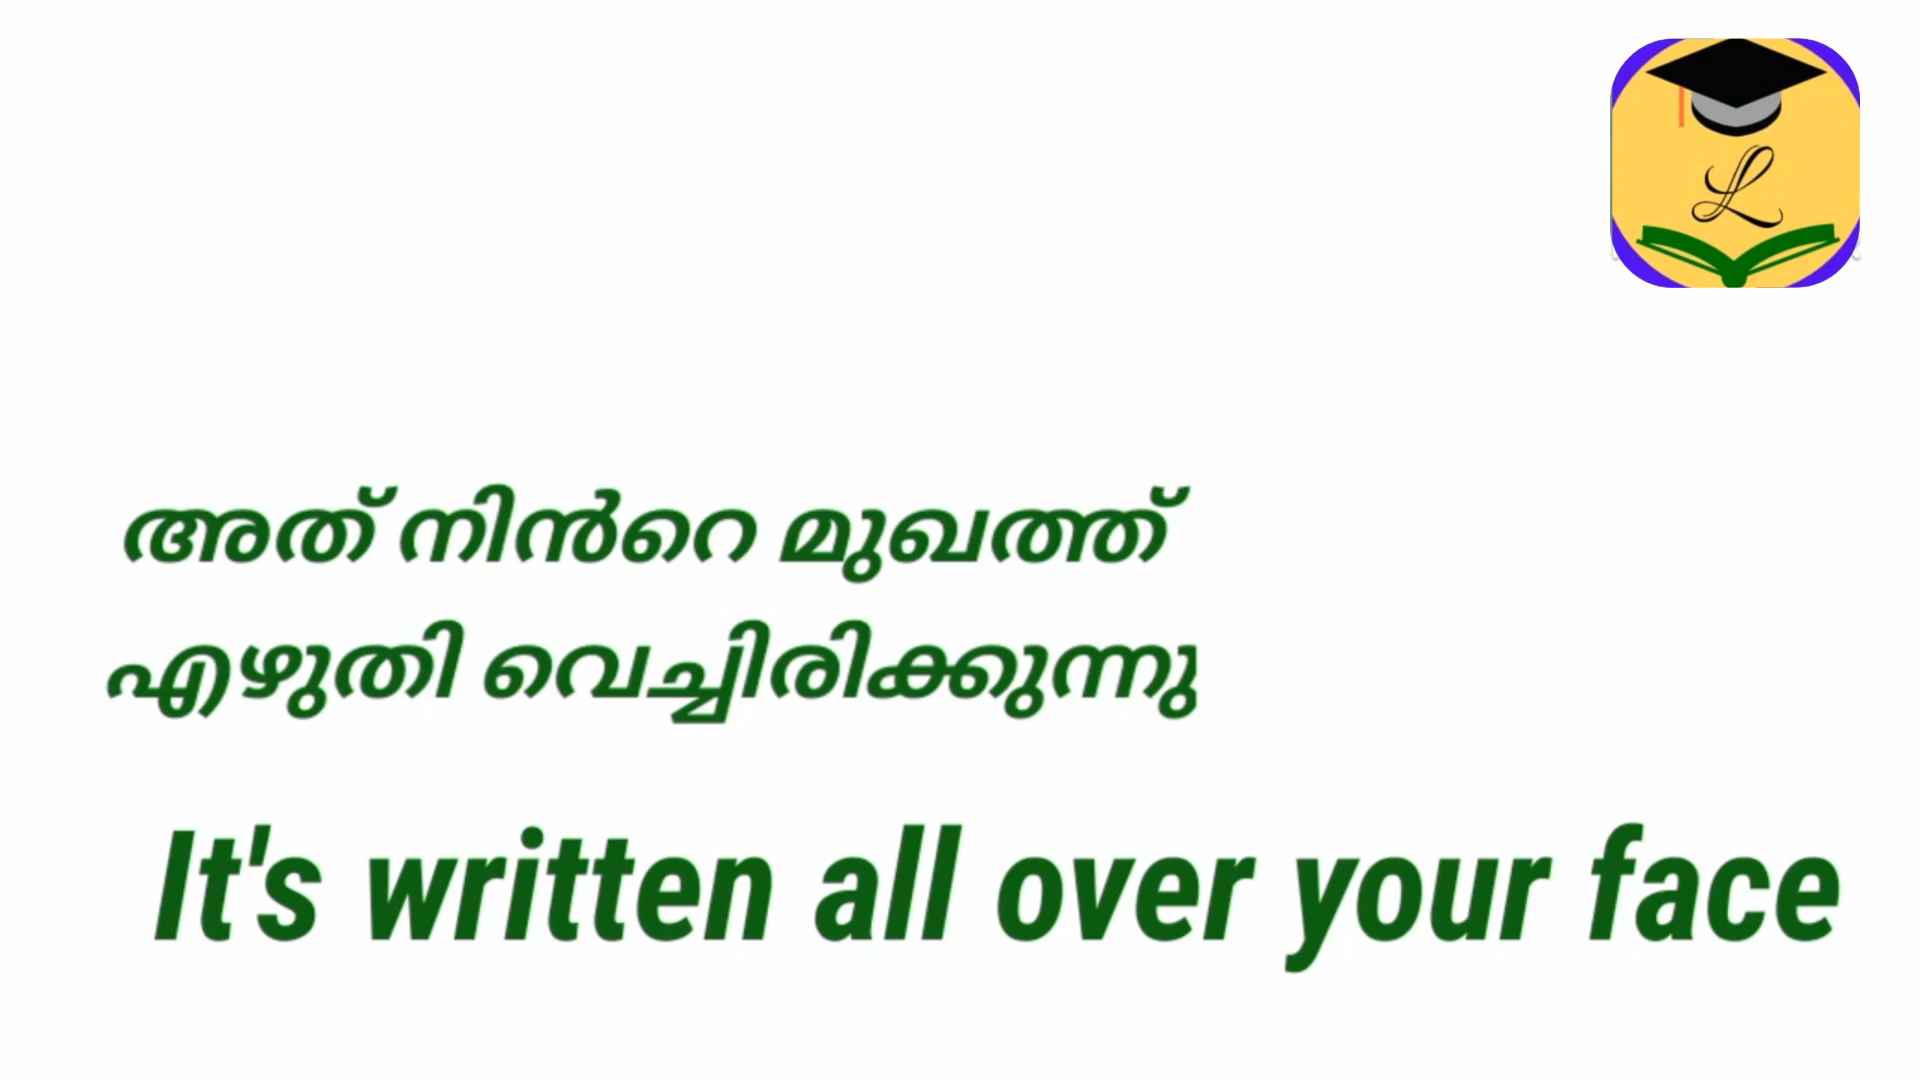 L
അത് നിൻറെ മുഖത്ത്
എഴുതി വെച്ചിരിക്കുന്നു
It's written all over your face